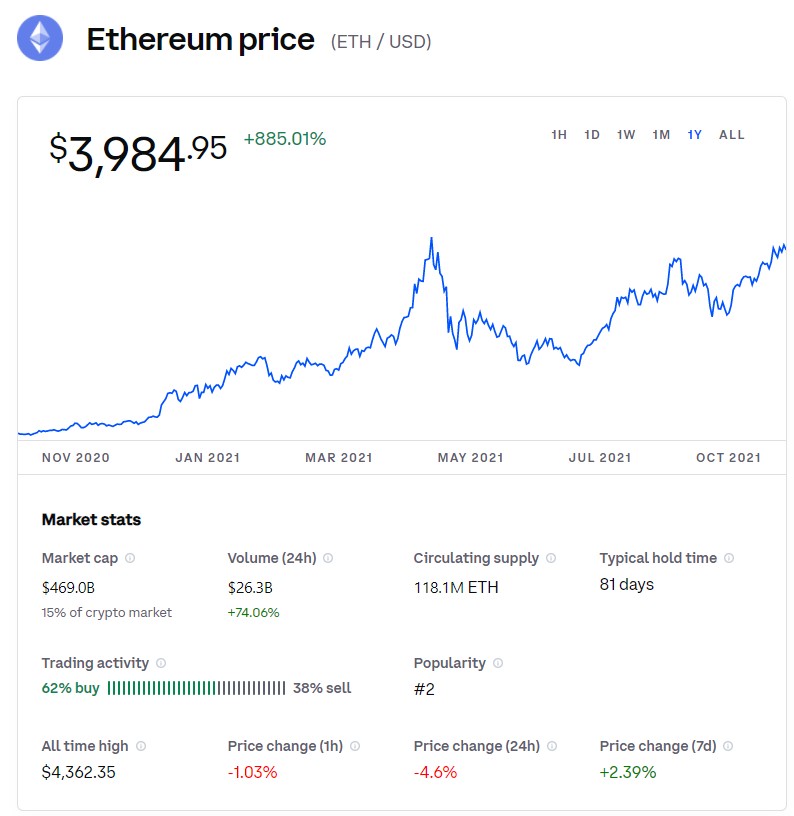 Ethereum price (ETH / USD)
$3,984.95 +885.01%
1H 1D 1W 1M 1Y ALL
NOV 2020 JAN 2021 MAR 2021 MAY 2021 JUL 2021 OCT 2021
Market stats
Market cap Volume (24h) Circulating supply Typical hold time
$469.0B $26.3B 118.1M ETH 81 days
15% of crypto market +74.06%
Trading activity Popularity
62% buy 38% sell #2
All time high Price change (1h) Price change (24h) Price change (7d)
$4,362.35 -1.03% -4.6% +2.39%